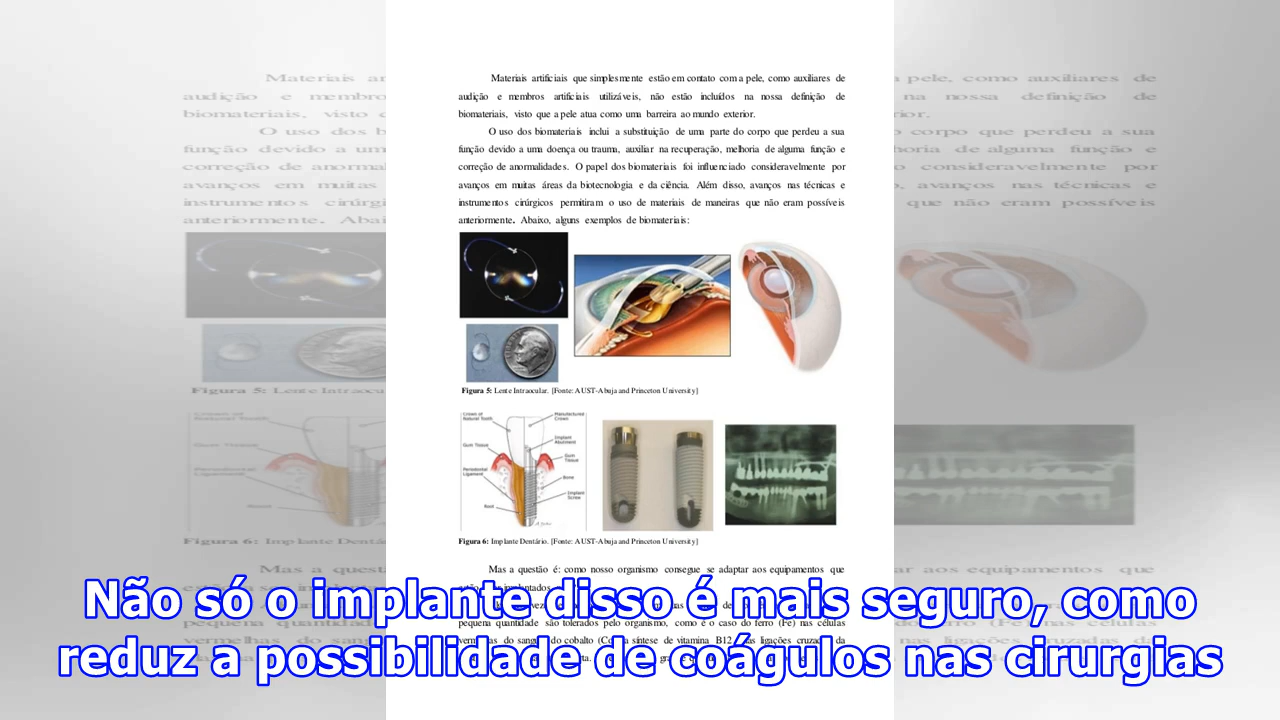 Materiais artificiais que simplesmente estão em contato com a pele, como auxiliares de
audição e membros artificiais utilizáveis, não estão incluídos na nossa definição de
biomateriais, visto que a pele atua como uma barreira ao mundo exterior.
O uso dos biomateriais inclui a substituição de uma parte do corpo que perdeu a sua
função devido a uma doença ou trauma, auxiliar na recuperação, melhoria de alguma função e
correção de anormalidades. O papel dos biomateriais foi influenciado consideravelmente por
avanços em muitas áreas da biotecnologia e da ciência. Além disso, avanços nas técnicas e
instrumentos cirúrgicos permitiram o uso de materiais de maneiras que não eram possíveis
anteriormente. Abaixo, alguns exemplos de biomateriais:
Figura 5: Lente Intraocular. [Fonte: AUST-Abuja and Princeton University]
Crown of
Natural Tooth
Manufactured
Crown
Implant
Abutment
Gum Tissue
Gum
Tissue
Periodontal
Ligament
Bone
Implant
Screw
Root
Figura 6: Implante Dentário. [Fonte: AUST-Abuja and Princeton University]
Mas a questão é: como nosso organismo consegue se adaptar aos equipamentos que
implantados
pequena quantidade são tolerados pelo organismo, como é o caso do ferro (Fe) nas células
do cobalto síntese de vitamina B12 nas ligações cruzadas da
Não só o implante disso é mais seguro, como
reduz a possibilidade de coágulos nas cirurgias